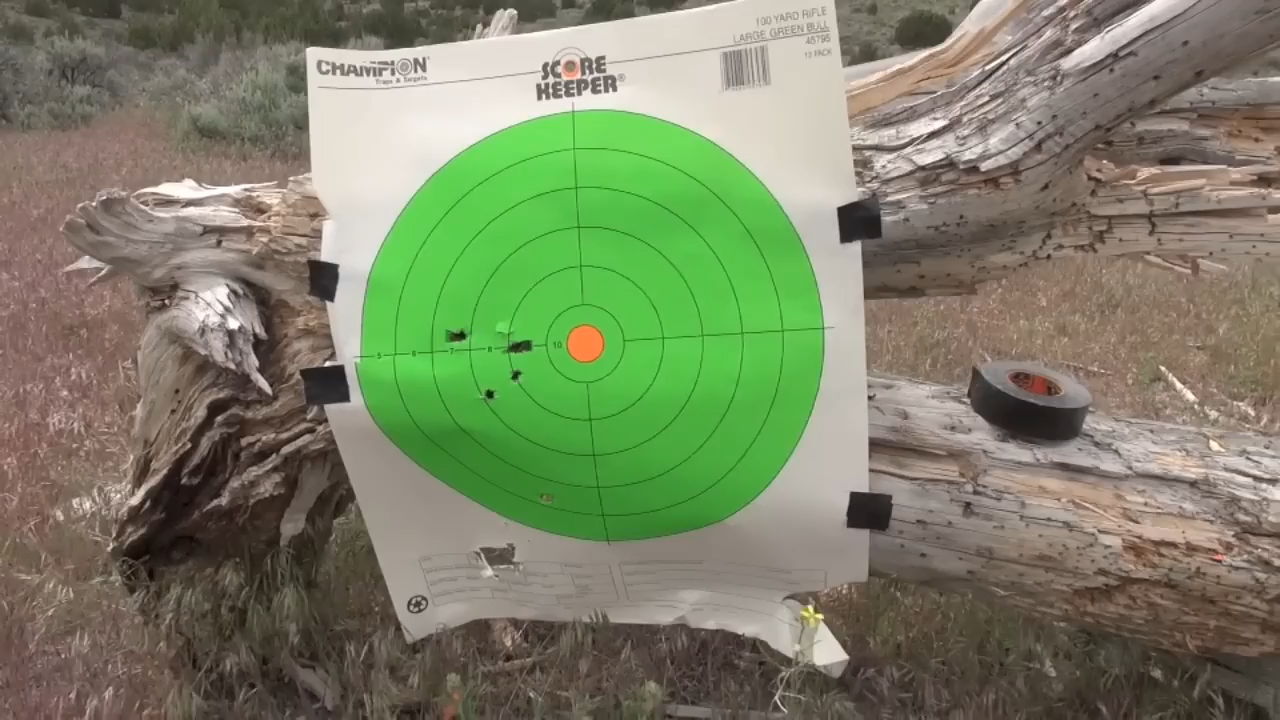 CHAMPION
Traps & Targets
SCORE
KEEPER®
100 YARD RIFLE
LARGE GREEN BULL
45795
12 PACK
5 6 7 8 10